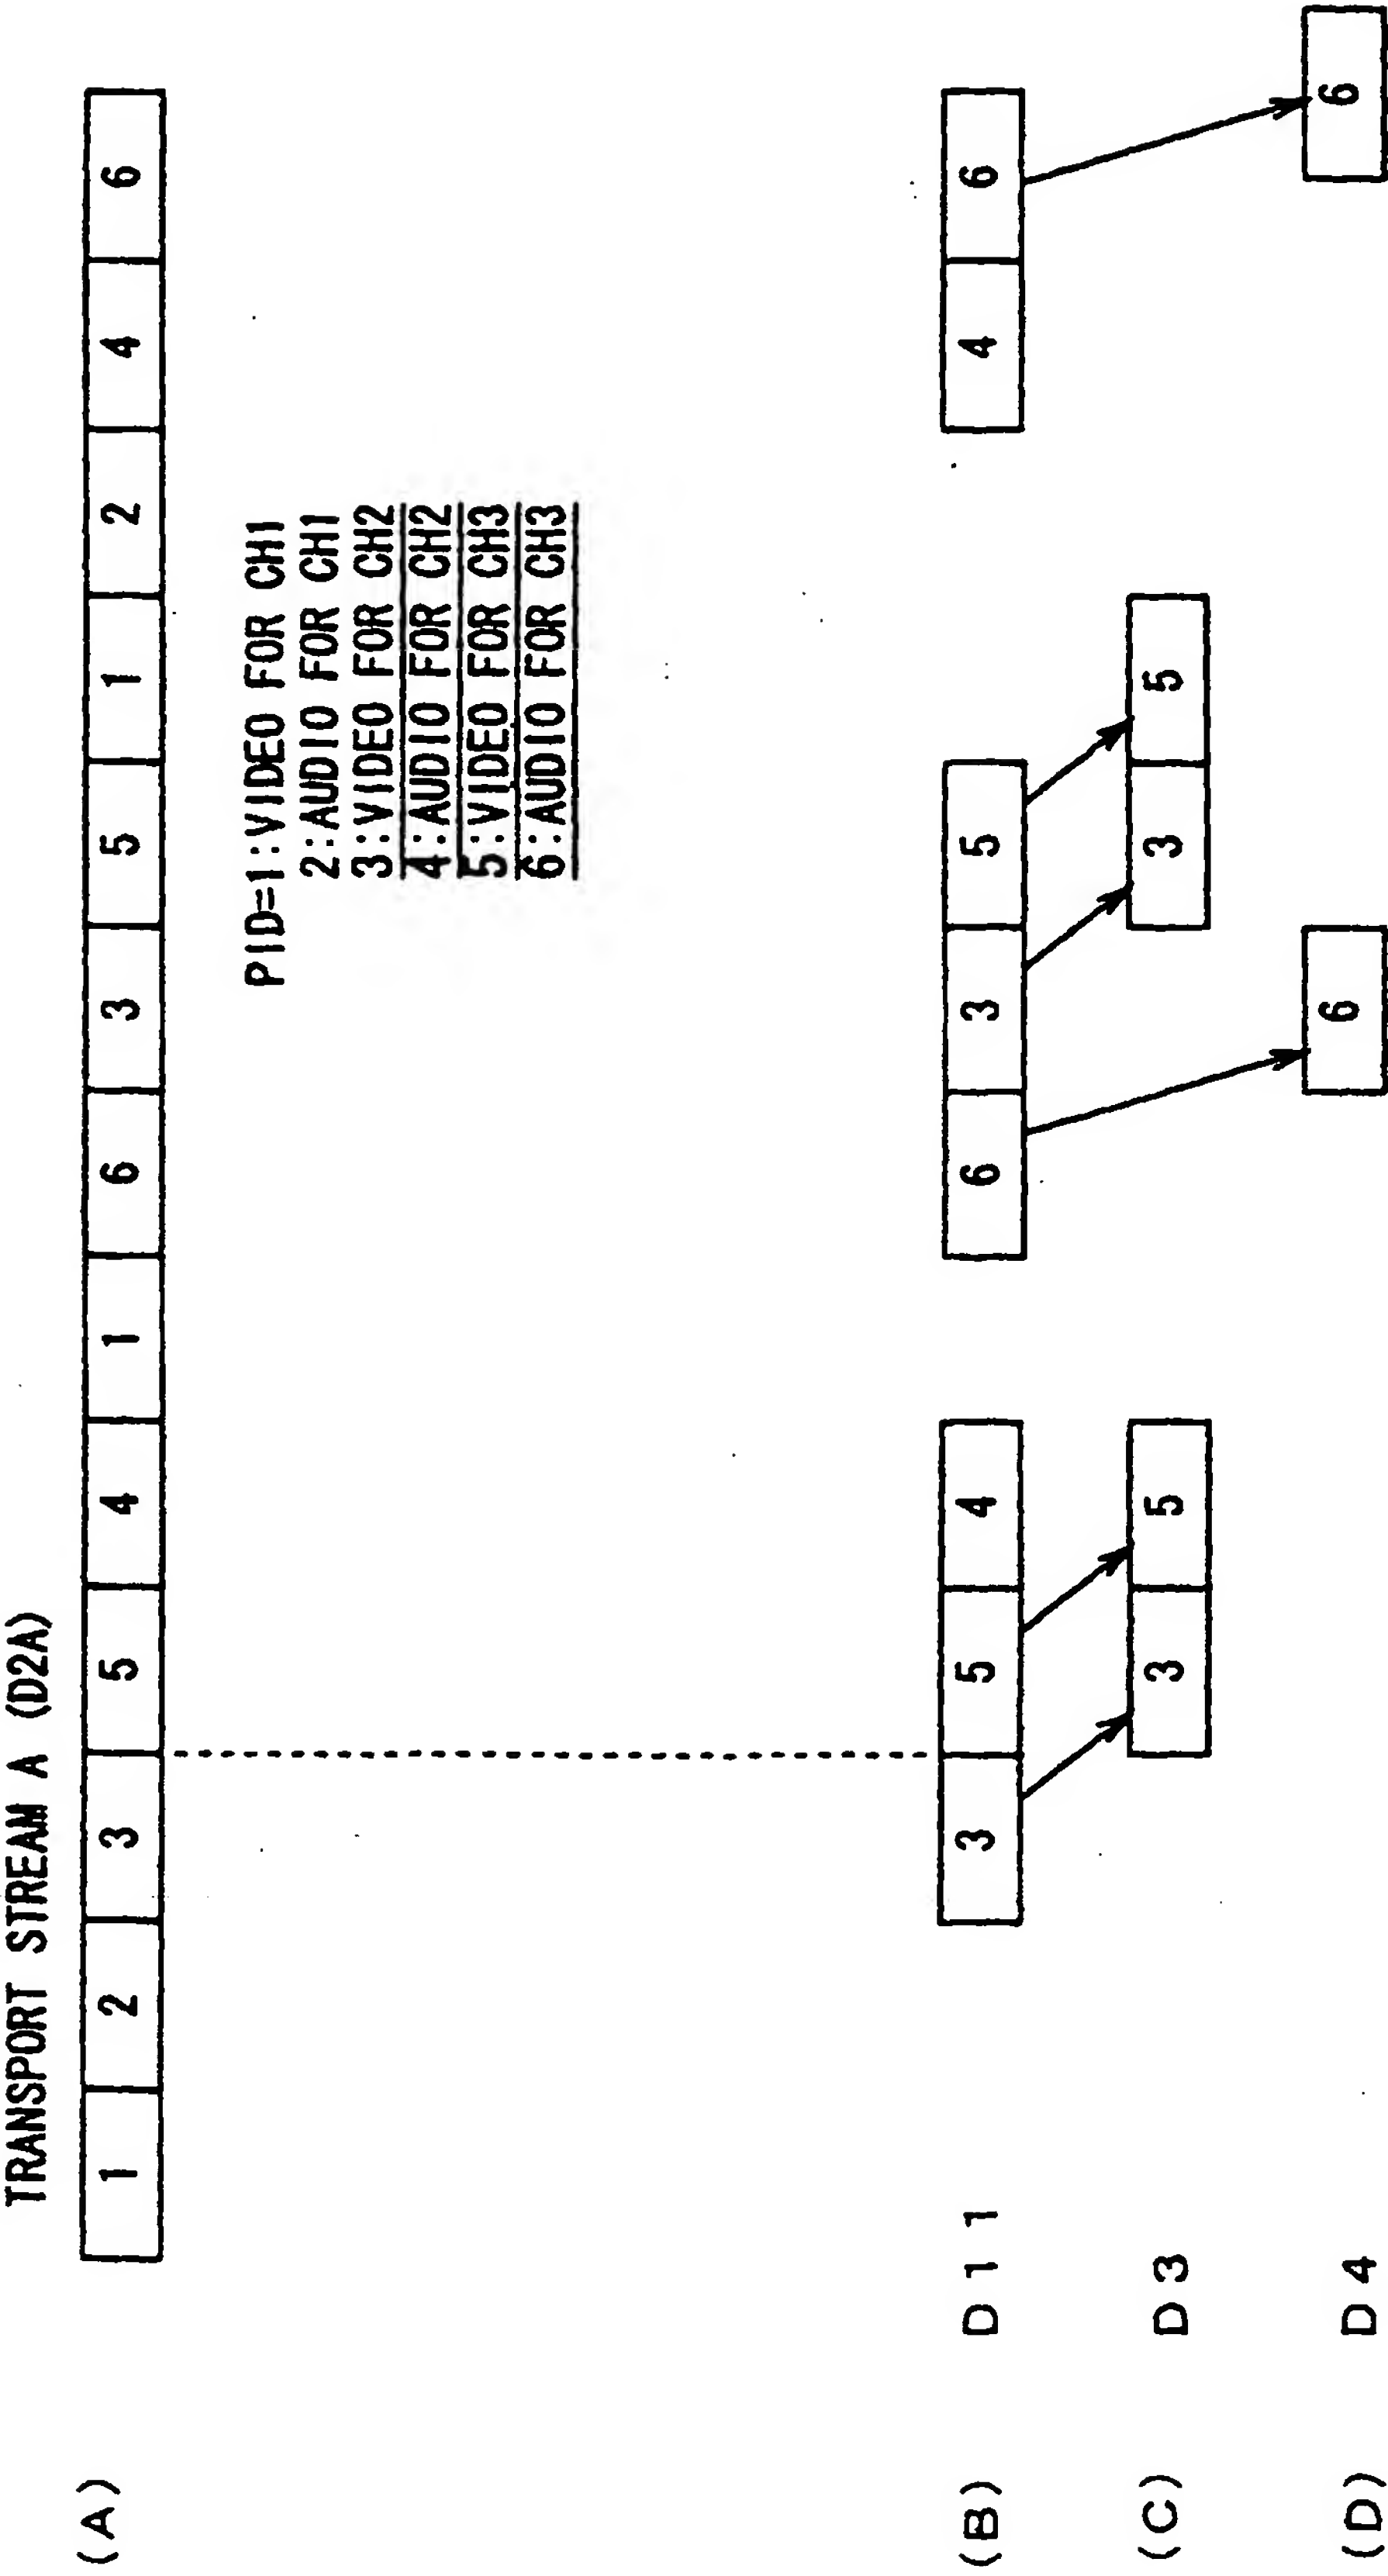 TRANSPORT STREAM A (D2A)
(A) 1 2 3 5 4 1 6 3 5 1 2 4 6
PID=1:VIDEO FOR CH1
2:AUDIO FOR CH1
3:VIDEO FOR CH2
4:AUDIO FOR CH2
5:VIDEO FOR CH3
6:AUDIO FOR CH3
(B) D11 3 5 4 6 3 5 4 6
(C) D3 3 5 3 5
(D) D4 6 6